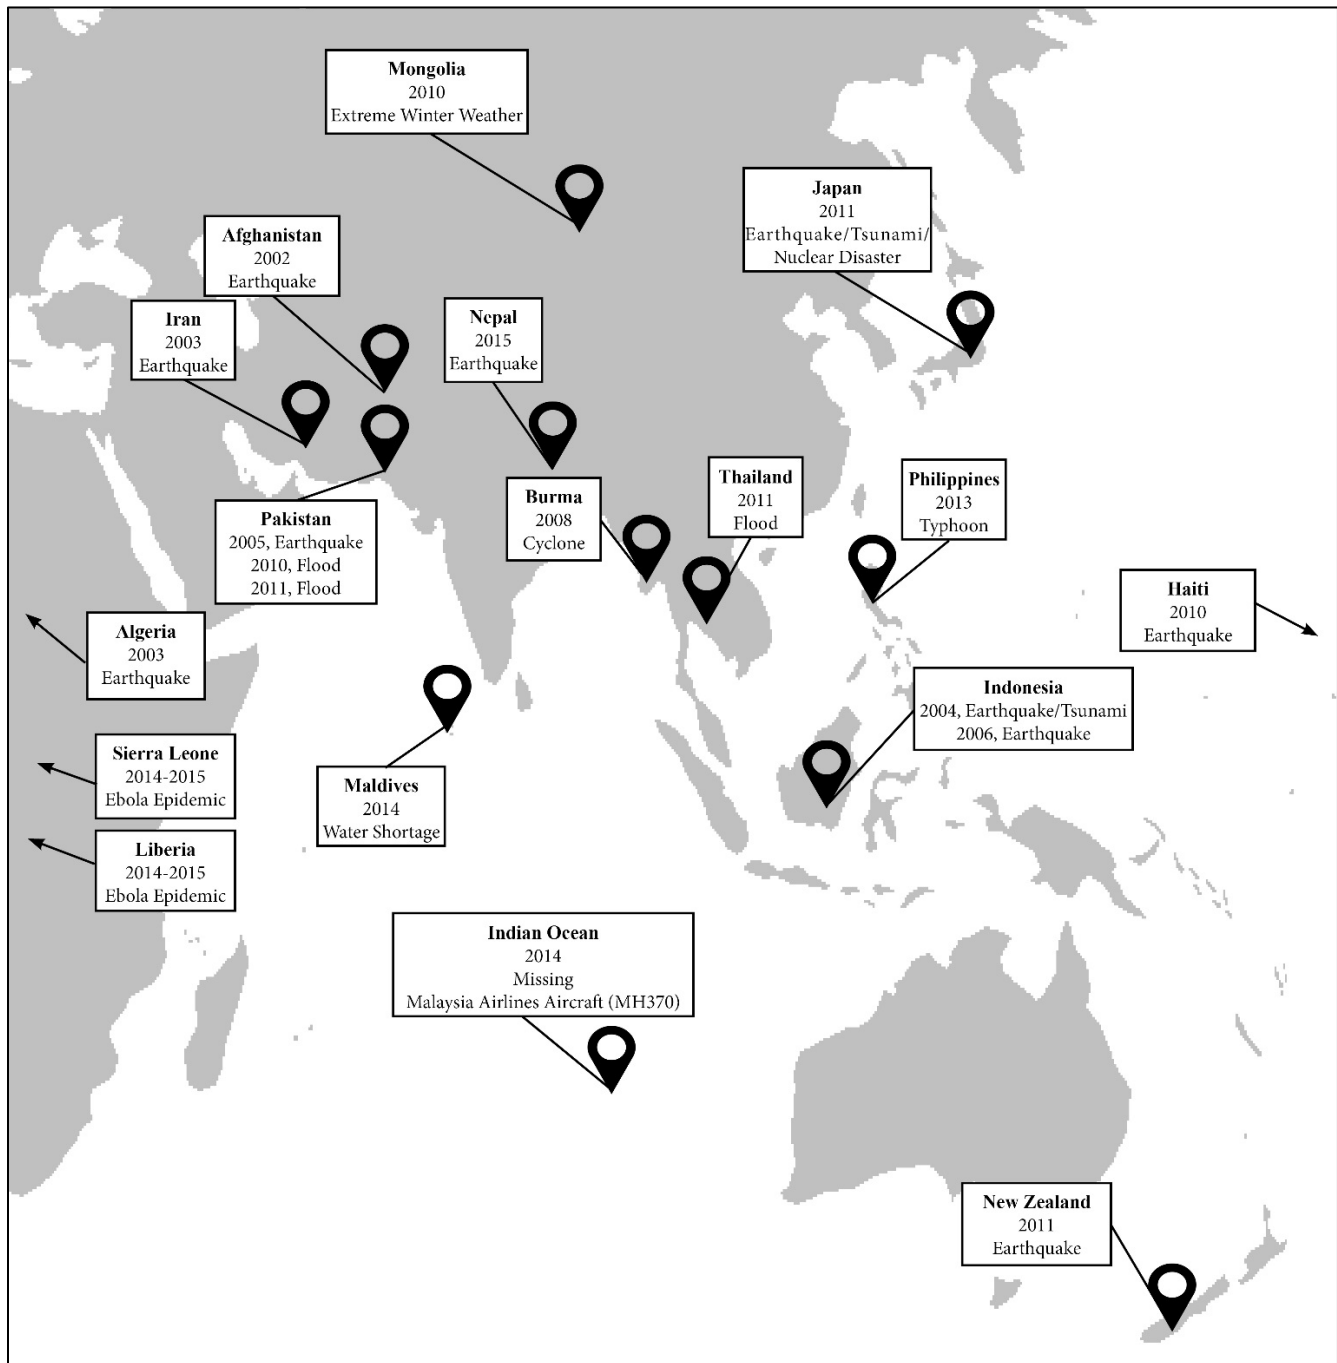 Mongolia
2010
Extreme Winter Weather
Japan
2011
Earthquake/Tsunami/
Nuclear Disaster
Afghanistan
2002
Earthquake
Iran
2003
Earthquake
Nepal
2015
Earthquake
Thailand
2011
Flood
Philippines
2013
Typhoon
Burma
2008
Cyclone
Pakistan
2005, Earthquake
2010, Flood
2011, Flood
Haiti
2010
Earthquake
Algeria
2003
Earthquake
Indonesia
2004, Earthquake/Tsunami
2006, Earthquake
Sierra Leone
2014-2015
Ebola Epidemic
Maldives
2014
Water Shortage
Liberia
2014-2015
Ebola Epidemic
Indian Ocean
2014
Missing
Malaysia Airlines Aircraft (MH370)
New Zealand
2011
Earthquake